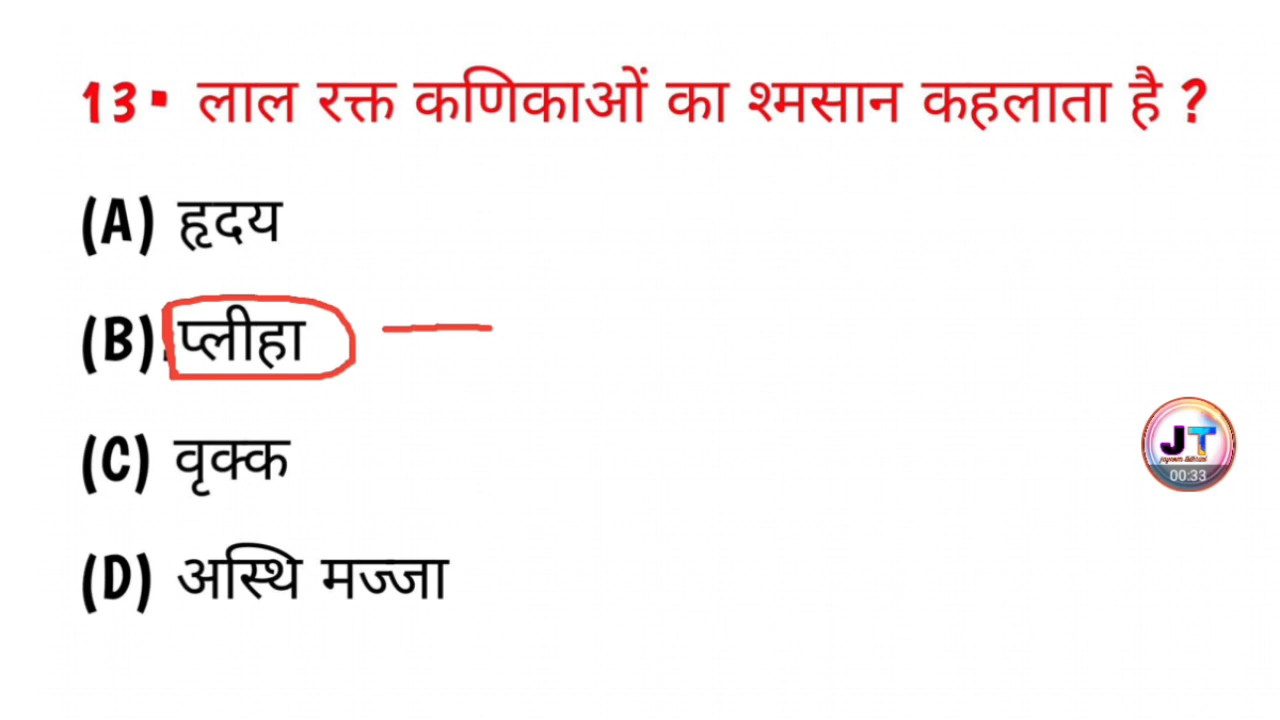 13• लाल रक्त कणिकाओं का श्मसान कहलाता है ?
(A) हृदय
(B). प्लीहा
(C) वृक्क
(D) अस्थि मज्जा
JT
00:33